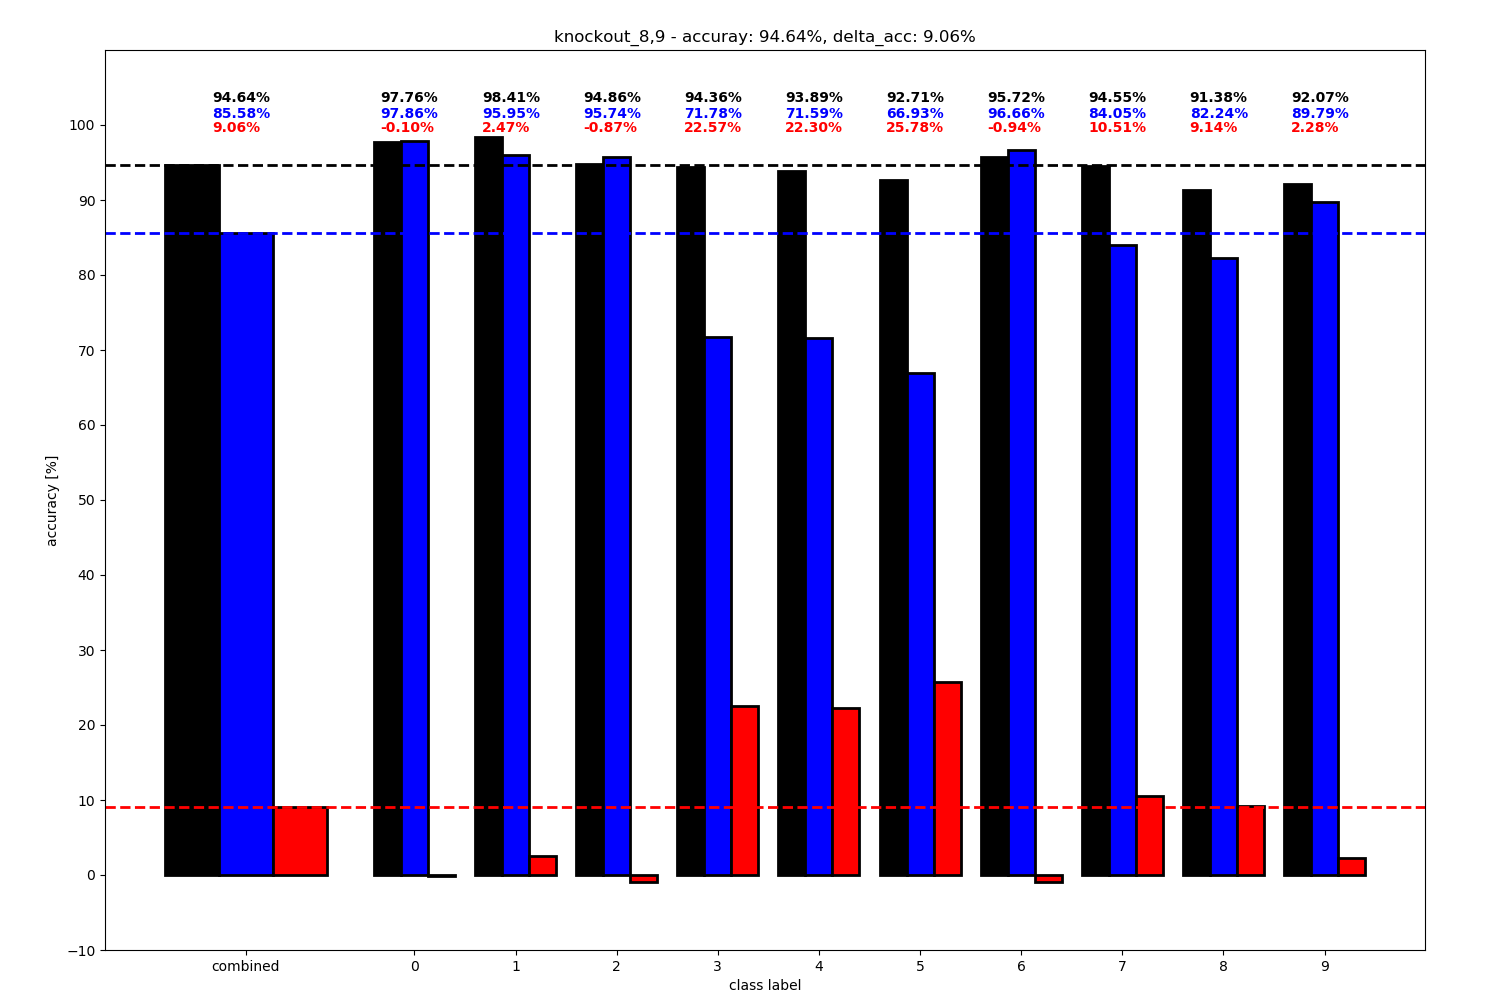 knockout_8,9 - accuray: 94.64%, delta_acc: 9.06%
94.64% 97.76% 98.41% 94.86% 94.36% 93.89% 92.71% 95.72% 94.55% 91.38% 92.07%
85.58% 97.86% 95.95% 95.74% 71.78% 71.59% 66.93% 96.66% 84.05% 82.24% 89.79%
9.06% -0.10% 2.47% -0.87% 22.57% 22.30% 25.78% -0.94% 10.51% 9.14% 2.28%
100
90
80
70
60
50
40
30
20
10
0
−10
accuracy [%]
combined 0 1 2 3 4 5 6 7 8 9
class label